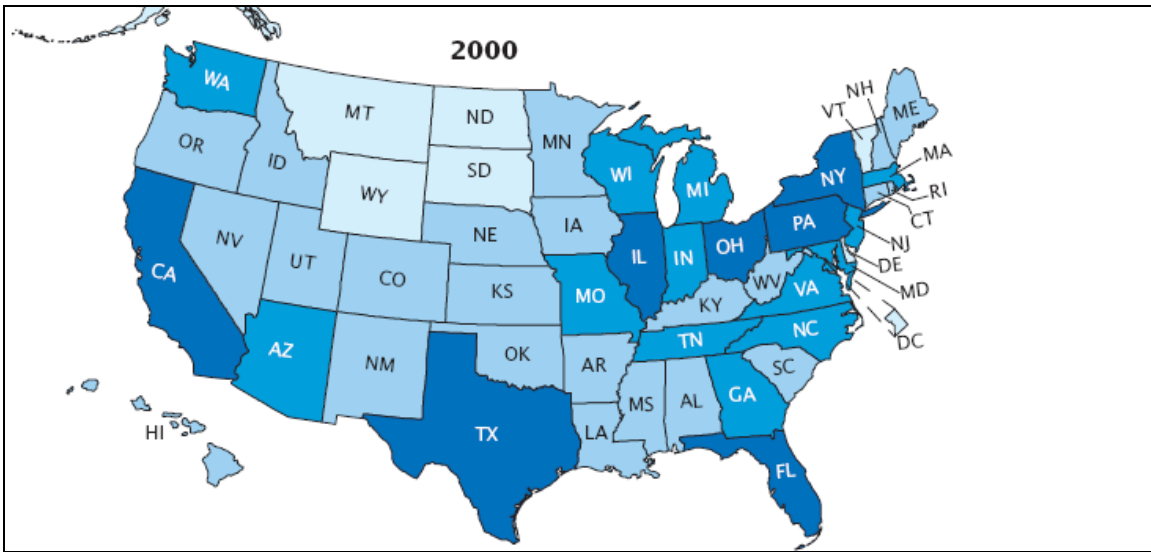 2000
WA
MT
ND
MN
VT
NH
ME
OR
ID
SD
WI
MI
NY
MA
RI
CT
WY
IA
NE
PA
NJ
DE
MD
DC
NV
UT
CO
KS
MO
IL
IN
OH
WV
VA
KY
CA
AZ
NM
OK
AR
TN
NC
SC
MS
AL
GA
LA
TX
FL
HI